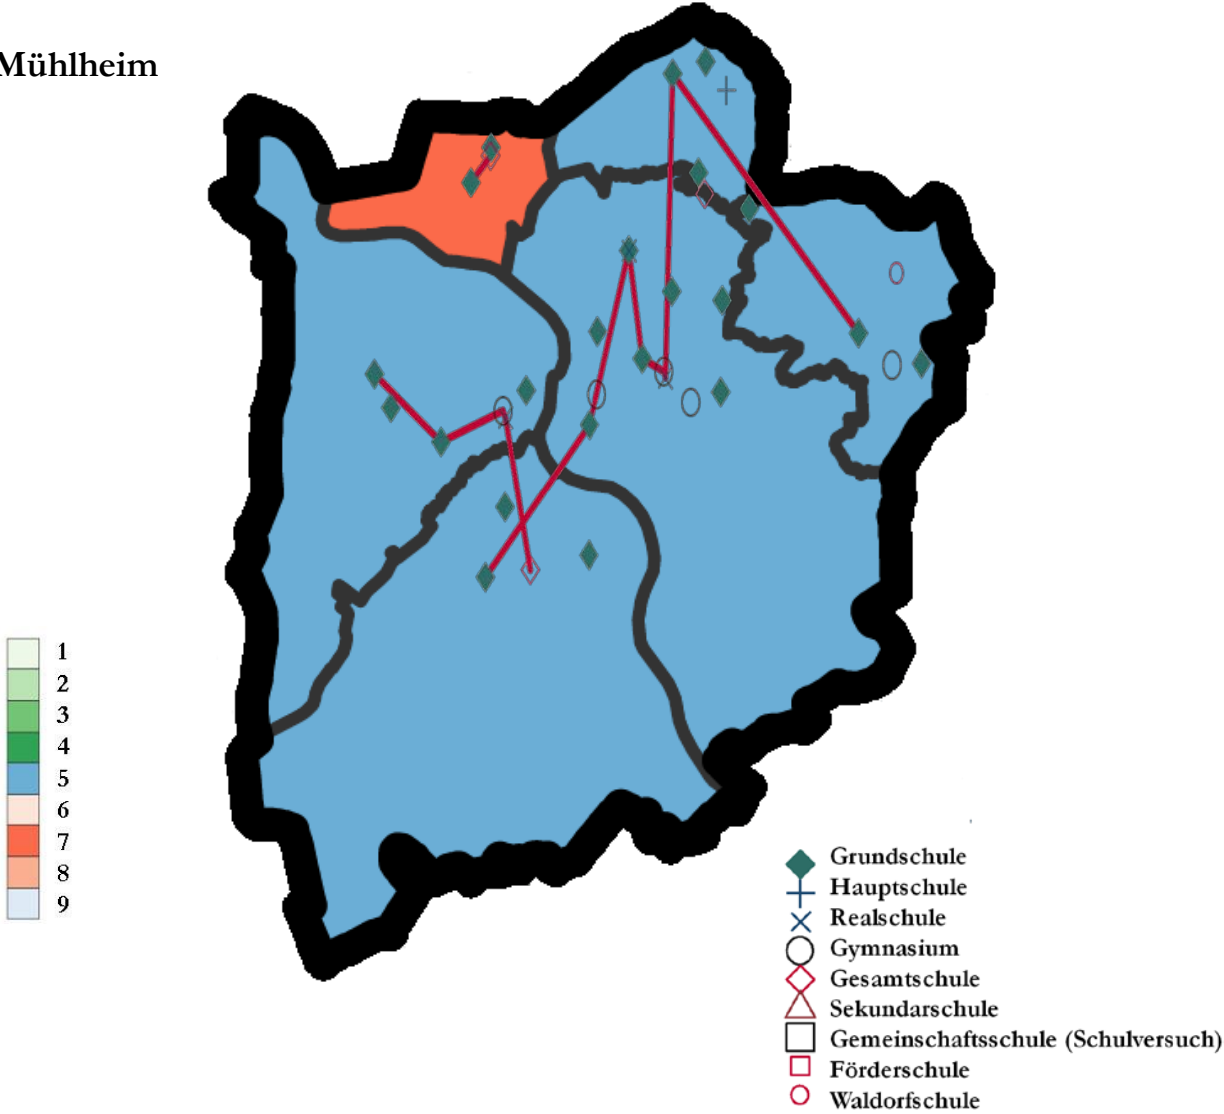 Mühlheim
1
2
3
4
5
6
7
8
9
Grundschule
Hauptschule
Realschule
Gymnasium
Gesamtschule
Sekundarschule
Gemeinschaftsschule (Schulversuch)
Förderschule
Waldorfschule